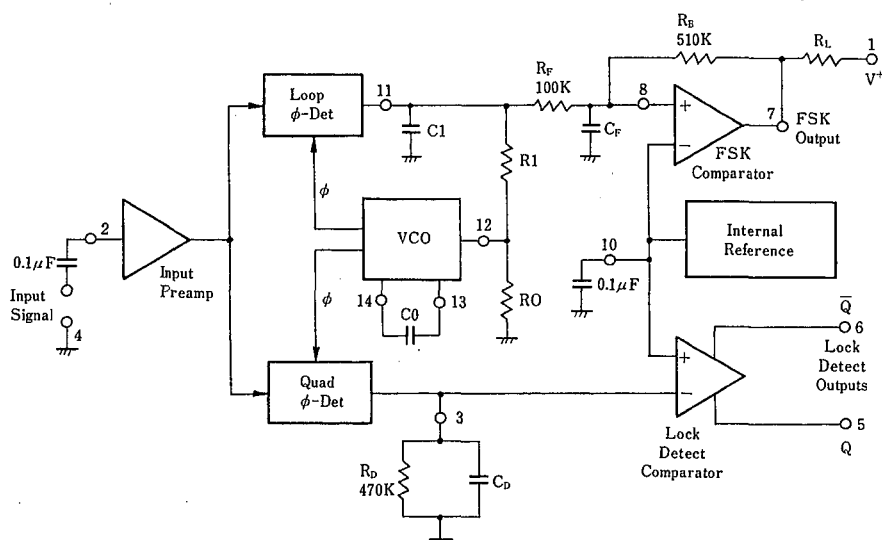 R_B
510K
R_L
1
V⁺
R_F
100K
Loop
ϕ-Det
11
8
+
−
7
FSK
Output
C1
C_F
FSK
Comparator
R1
ϕ
2
VCO
12
Internal
Reference
10
0.1μF
Input
Preamp
0.1μF
Input
Signal
4
14
13
C0
R0
ϕ
Q̅
6
Lock
Detect
Outputs
+
−
Quad
ϕ-Det
3
5
Q
Lock
Detect
Comparator
R_D
470K
C_D